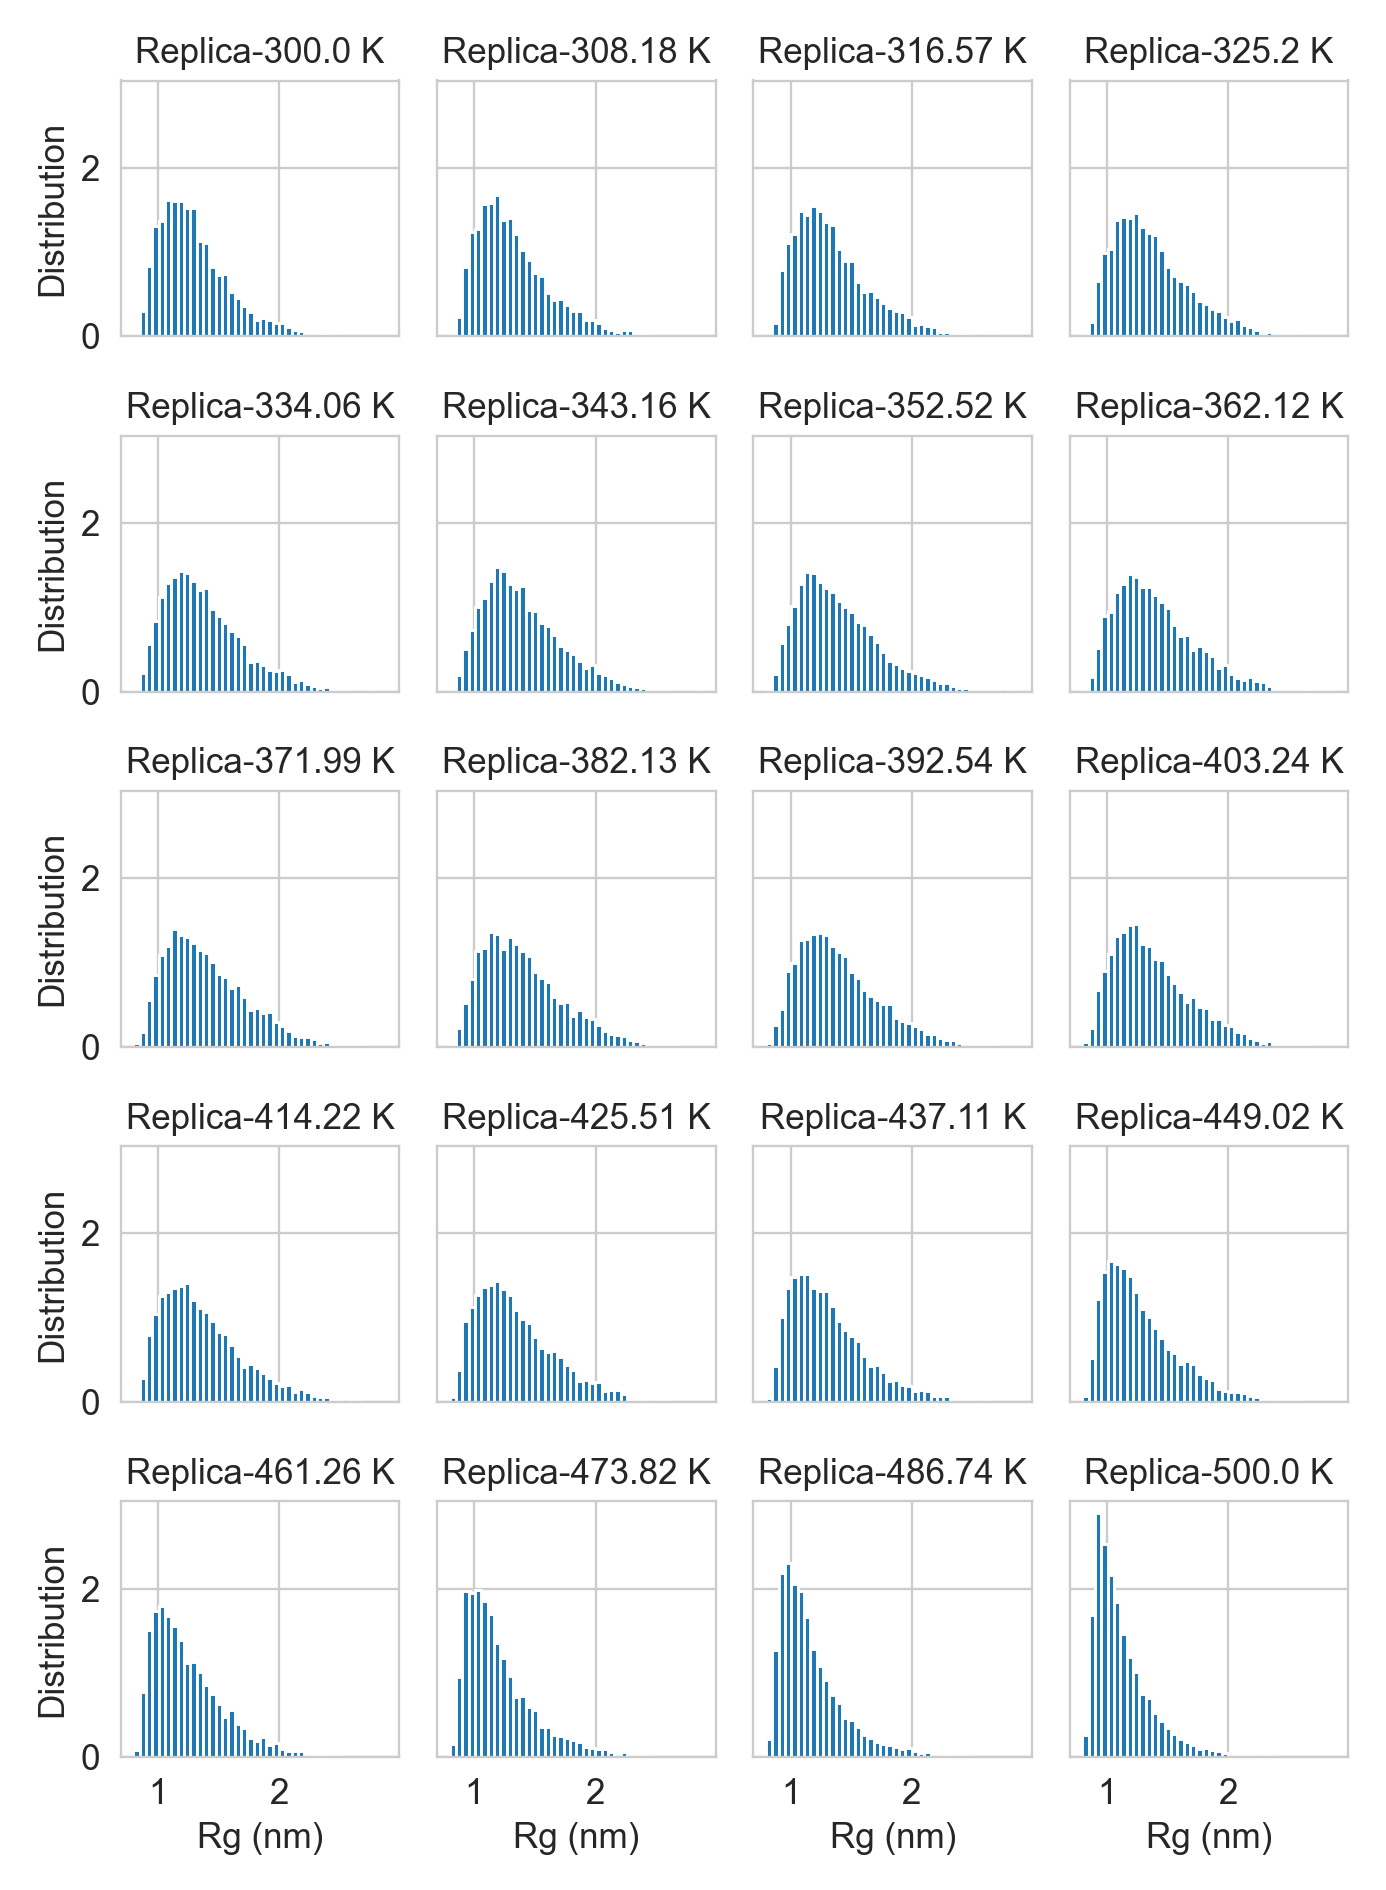 Replica-300.0 K Replica-308.18 K Replica-316.57 K Replica-325.2 K
Distribution
2
0
Replica-334.06 K Replica-343.16 K Replica-352.52 K Replica-362.12 K
Distribution
2
0
Replica-371.99 K Replica-382.13 K Replica-392.54 K Replica-403.24 K
Distribution
2
0
Replica-414.22 K Replica-425.51 K Replica-437.11 K Replica-449.02 K
Distribution
2
0
Replica-461.26 K Replica-473.82 K Replica-486.74 K Replica-500.0 K
Distribution
2
0
1 2 1 2 1 2 1 2
Rg (nm) Rg (nm) Rg (nm) Rg (nm)